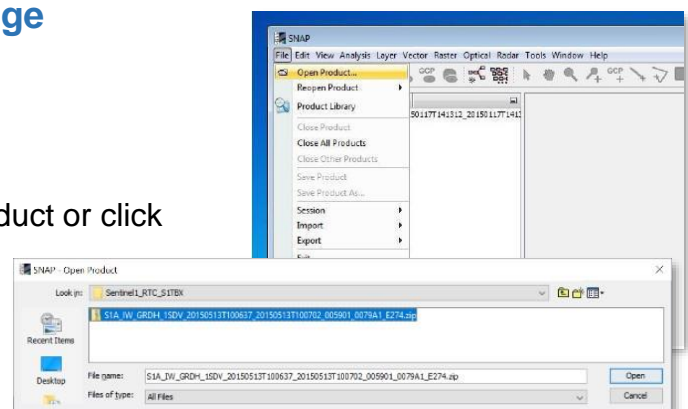 ge
duct or click
SNAP
File Edit View Analysis Layer Vector Raster Optical Radar Tools Window Help
Open Product...
GCP
GCP
Reopen Product
Product Library
50117T141312_20150117T1413
Close Product
Close All Products
Close Other Products
Save Product
Save Product As...
Session
Import
Export
SNAP - Open Product
Look in: Sentinel1_RTC_S1TBX
S1A_IW_GRDH_1SDV_20150513T100637_20150513T100702_005901_0079A1_E274.zip
Recent Items
Desktop
File name: S1A_IW_GRDH_1SDV_20150513T100637_20150513T100702_005901_0079A1_E274.zip
Open
Files of type: All Files
Cancel